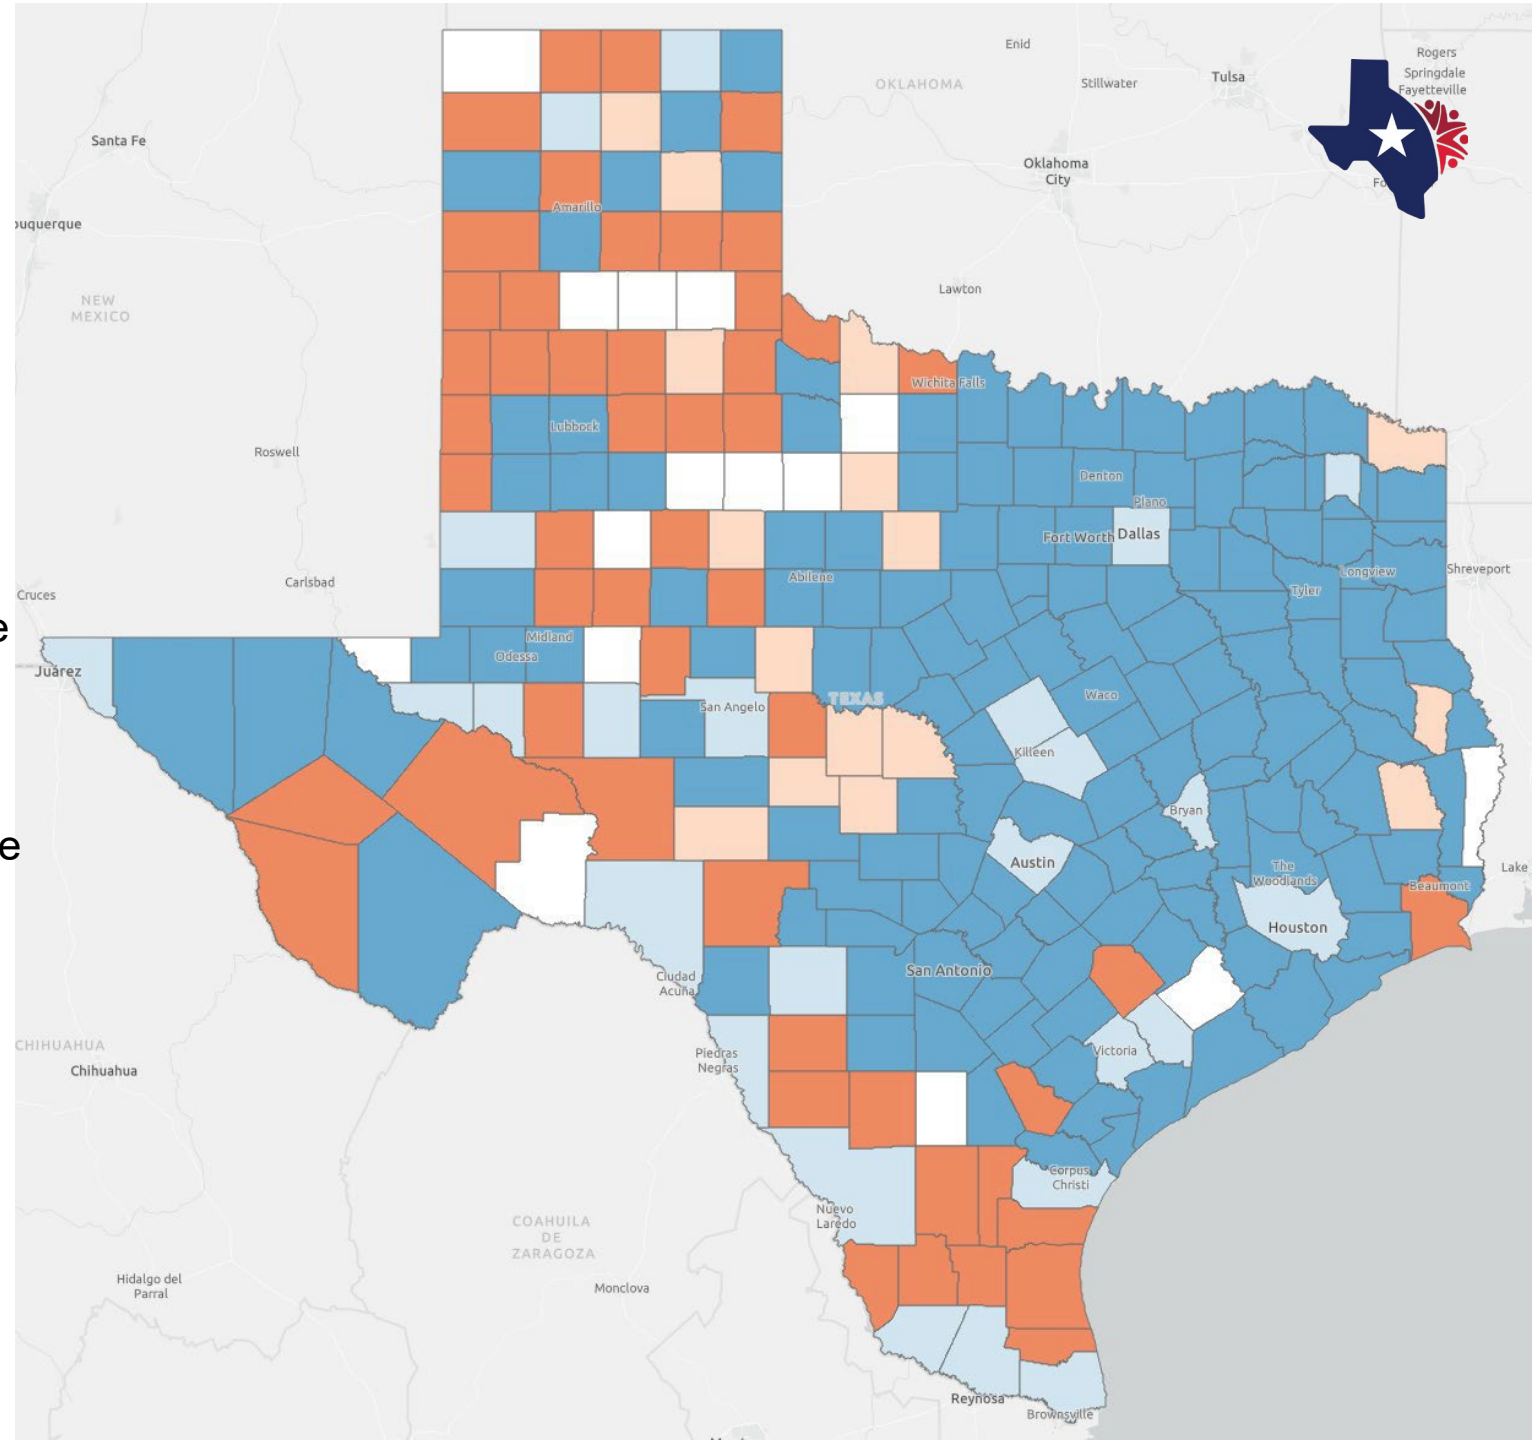 Enid
Rogers
OKLAHOMA
Stillwater
Tulsa
Springdale
Fayetteville
Santa Fe
Oklahoma
City
Fo
Amarillo
uquerque
NEW
MEXICO
Lawton
Wichita Falls
Lubbock
Roswell
Denton
Plano
Fort Worth
Dallas
Carlsbad
Abilene
Longview
Shreveport
Cruces
Tyler
e
Midland
Odessa
Juárez
TEXAS
Waco
San Angelo
Killeen
Bryan
e
Austin
The
Woodlands
Lake
Beaumont
Houston
San Antonio
Ciudad
Acuña
CHIHUAHUA
Chihuahua
Piedras
Negras
Victoria
Corpus
Christi
Nuevo
Laredo
COAHUILA
DE
ZARAGOZA
Hidalgo del
Parral
Monclova
Reynosa
Brownsville